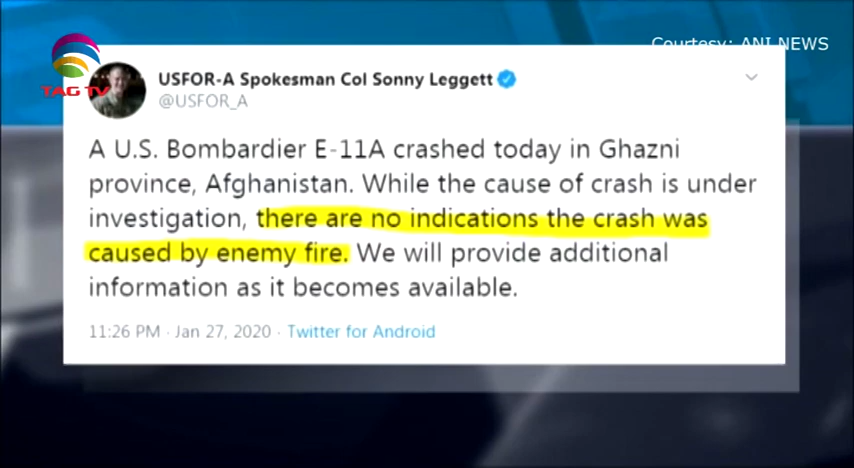 Courtesy: ANI NEWS
TAG TV
USFOR-A Spokesman Col Sonny Leggett
@USFOR_A
A U.S. Bombardier E-11A crashed today in Ghazni
province, Afghanistan. While the cause of crash is under
investigation, there are no indications the crash was
caused by enemy fire. We will provide additional
information as it becomes available.
11:26 PM · Jan 27, 2020 · Twitter for Android